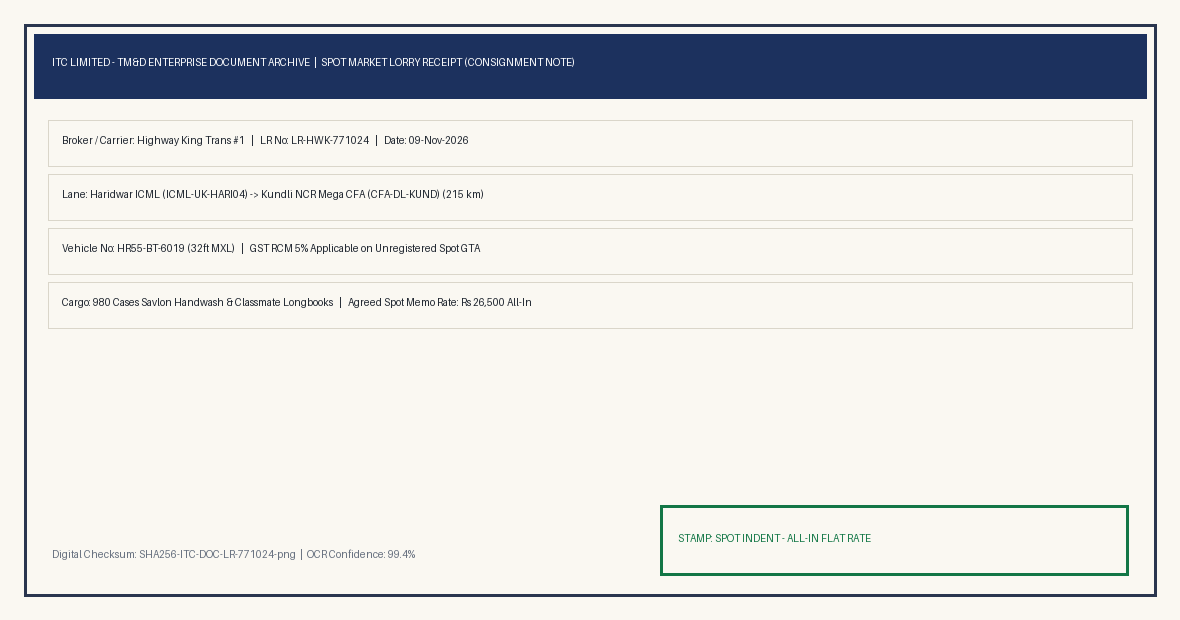 ITC LIMITED - TM&D ENTERPRISE DOCUMENT ARCHIVE | SPOT MARKET LORRY RECEIPT (CONSIGNMENT NOTE)
Broker / Carrier: Highway King Trans #1 | LR No: LR-HWK-771024 | Date: 09-Nov-2026
Lane: Haridwar ICML (ICML-UK-HARI04) -> Kundli NCR Mega CFA (CFA-DL-KUND) (215 km)
Vehicle No: HR55-BT-6019 (32ft MXL) | GST RCM 5% Applicable on Unregistered Spot GTA
Cargo: 980 Cases Savlon Handwash & Classmate Longbooks | Agreed Spot Memo Rate: Rs 26,500 All-In
STAMP: SPOT INDENT - ALL-IN FLAT RATE
Digital Checksum: SHA256-ITC-DOC-LR-771024-png | OCR Confidence: 99.4%